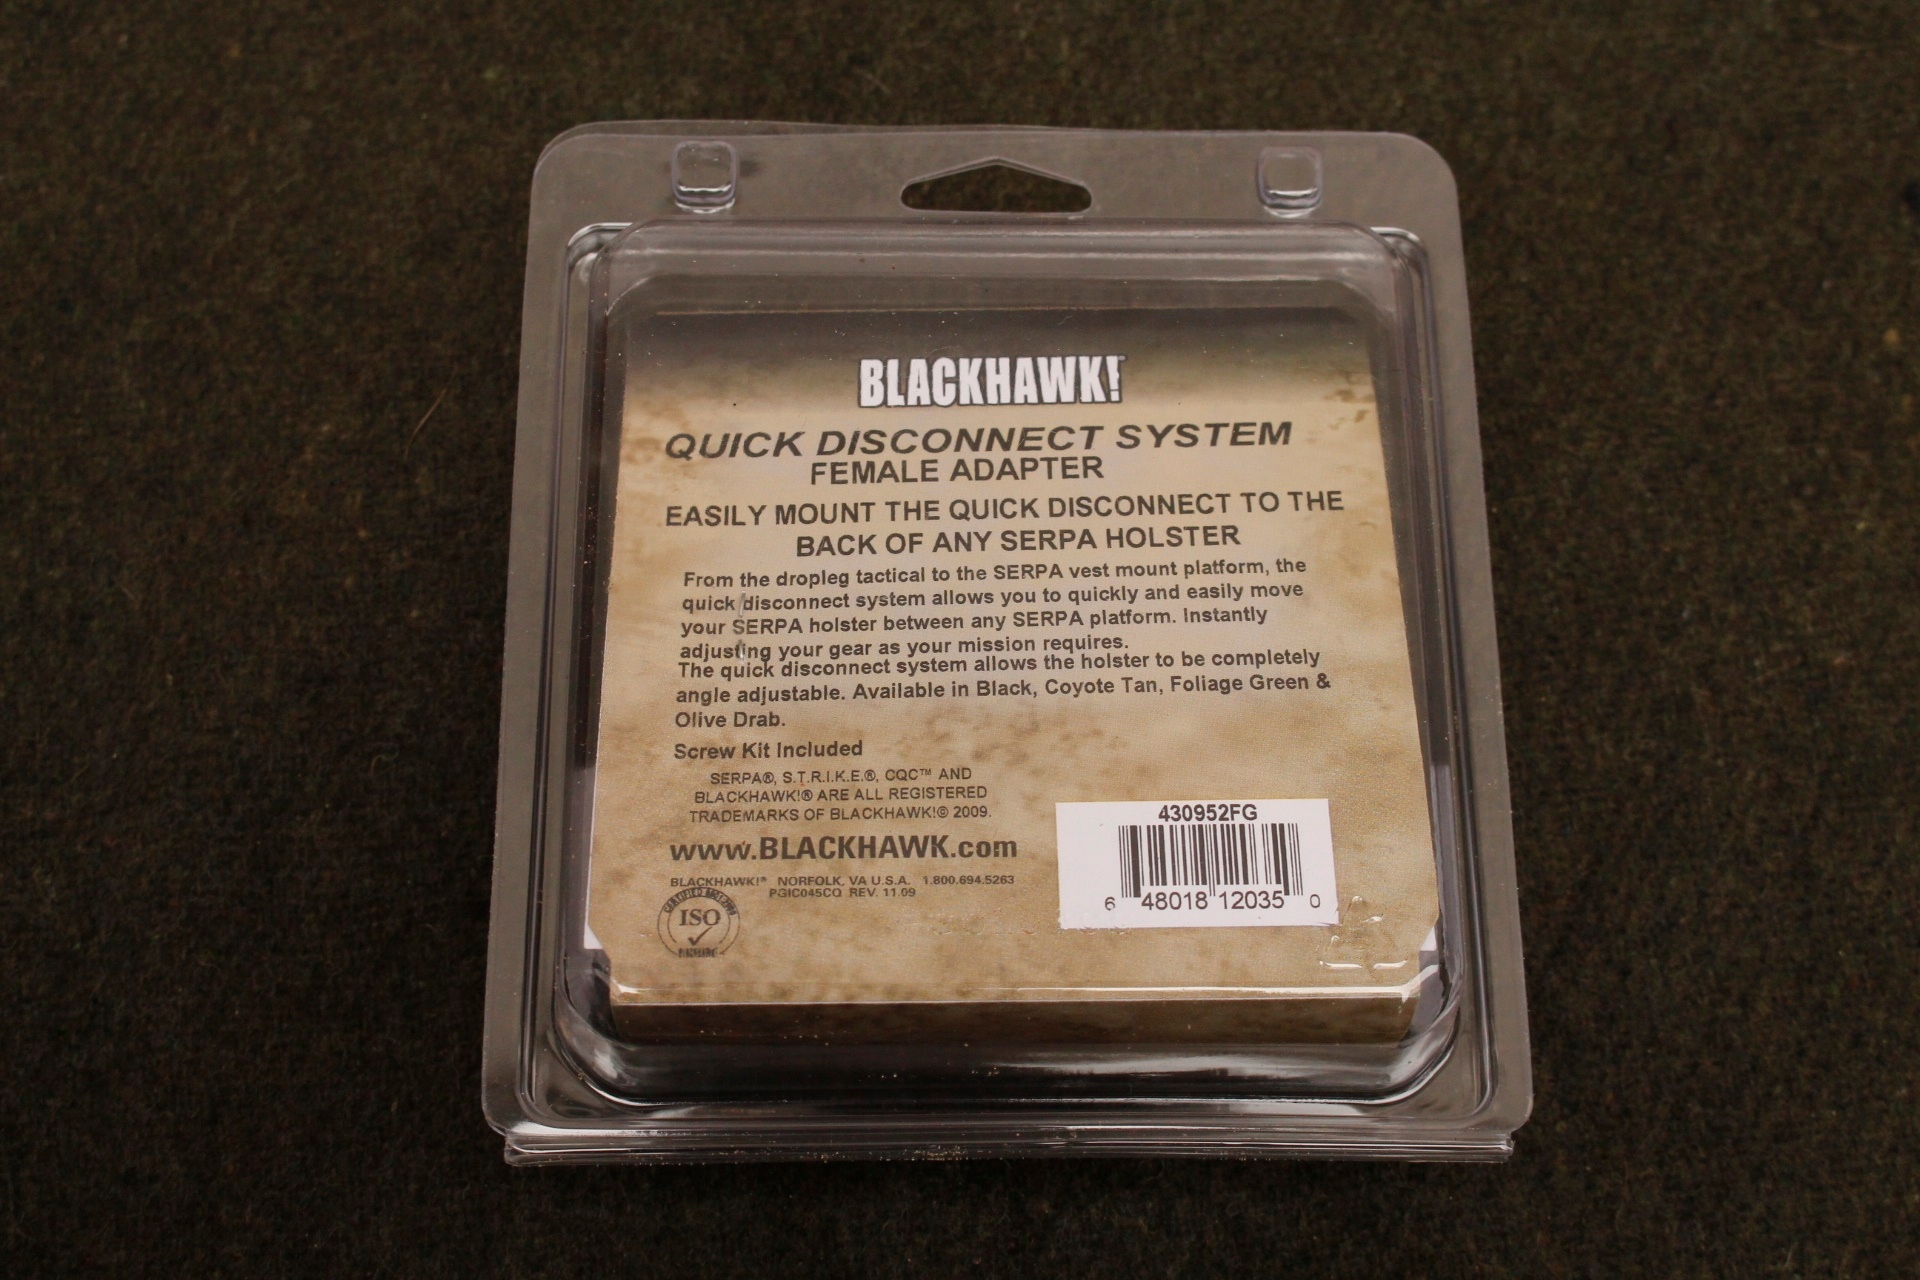 BLACKHAWK!
QUICK DISCONNECT SYSTEM
FEMALE ADAPTER
EASILY MOUNT THE QUICK DISCONNECT TO THE
BACK OF ANY SERPA HOLSTER
From the dropleg tactical to the SERPA vest mount platform, the
quick disconnect system allows you to quickly and easily move
your SERPA holster between any SERPA platform. Instantly
adjusting your gear as your mission requires.
The quick disconnect system allows the holster to be completely
angle adjustable. Available in Black, Coyote Tan, Foliage Green &
Olive Drab.
Screw Kit Included
SERPA®, S.T.R.I.K.E.®, CQC™ AND
BLACKHAWK!® ARE ALL REGISTERED
TRADEMARKS OF BLACKHAWK!© 2009.
www.BLACKHAWK.com
BLACKHAWK!® NORFOLK, VA U.S.A. 1.800.694.5263
PGIC045CQ REV. 11.09
ISO
430952FG
6 48018 12035 0